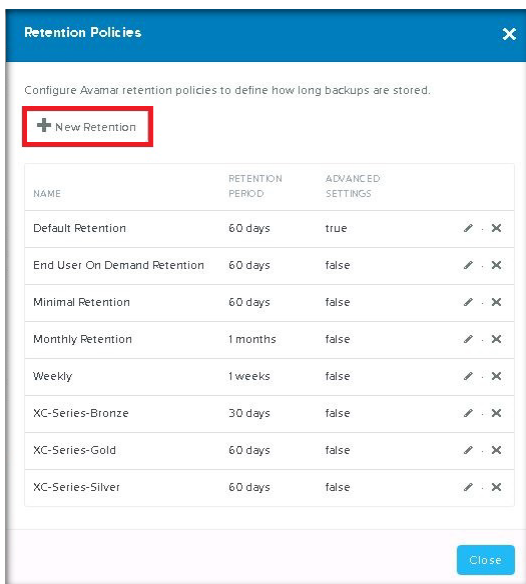 Retention Policies
Configure Avamar retention policies to define how long backups are stored.
New Retention
NAME RETENTION PERIOD ADVANCED SETTINGS
Default Retention 60 days true
End User On Demand Retention 60 days false
Minimal Retention 60 days false
Monthly Retention 1 months false
Weekly 1 weeks false
XC-Series-Bronze 30 days false
XC-Series-Gold 60 days false
XC-Series-Silver 60 days false
Close